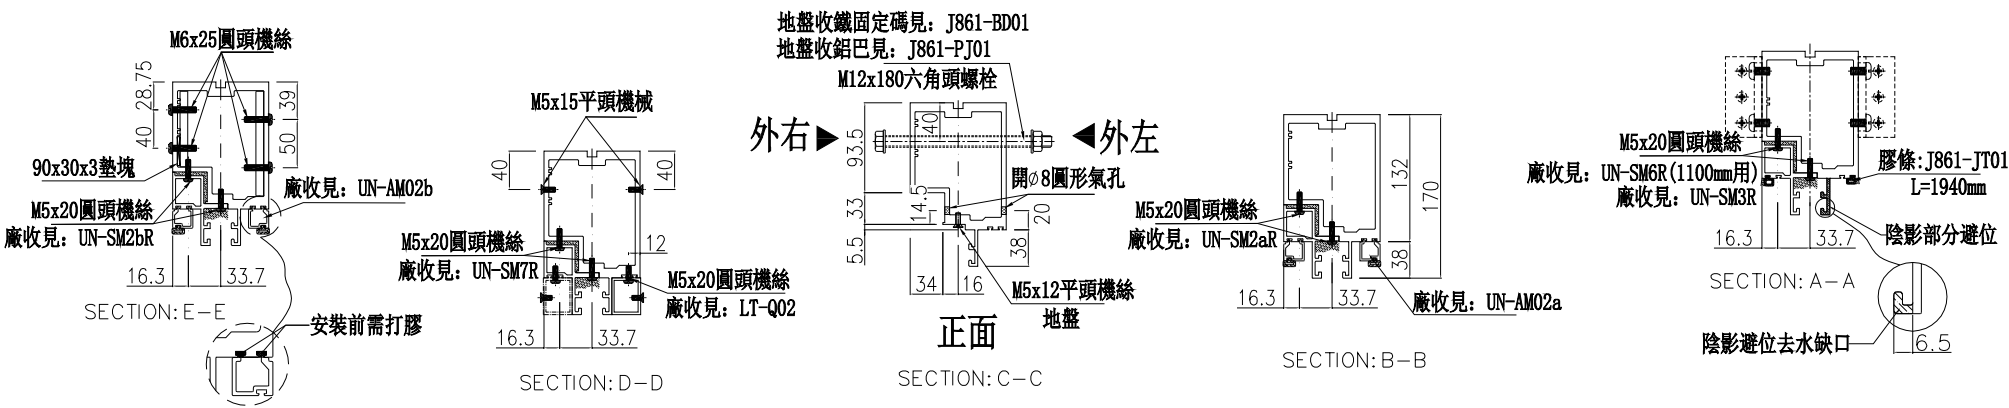 M6x25圓頭機絲
28.75
40
39
50
90x30x3墊塊
M5x20圓頭機絲
廠收見: UN-SM2bR
廠收見: UN-AM02b
16.3
33.7
SECTION:E-E
安裝前需打膠
M5x15平頭機械
40
40
M5x20圓頭機絲
廠收見: UN-SM7R
12
M5x20圓頭機絲
廠收見: LT-Q02
16.3
33.7
SECTION:D-D
地盤收鐵固定碼見: J861-BD01
地盤收鋁巴見: J861-PJ01
M12x180六角頭螺栓
外右
外左
40
93.5
33
5.5
14.5
開ø8圓形氣孔
20
38
34
16
M5x12平頭機絲
地盤
正面
SECTION:C-C
132
170
38
M5x20圓頭機絲
廠收見: UN-SM2aR
16.3
33.7
廠收見: UN-AM02a
SECTION:B-B
M5x20圓頭機絲
廠收見: UN-SM6R(1100mm用)
廠收見: UN-SM3R
膠條:J861-JT01
L=1940mm
陰影部分避位
16.3
33.7
SECTION:A-A
陰影避位去水缺口
6.5